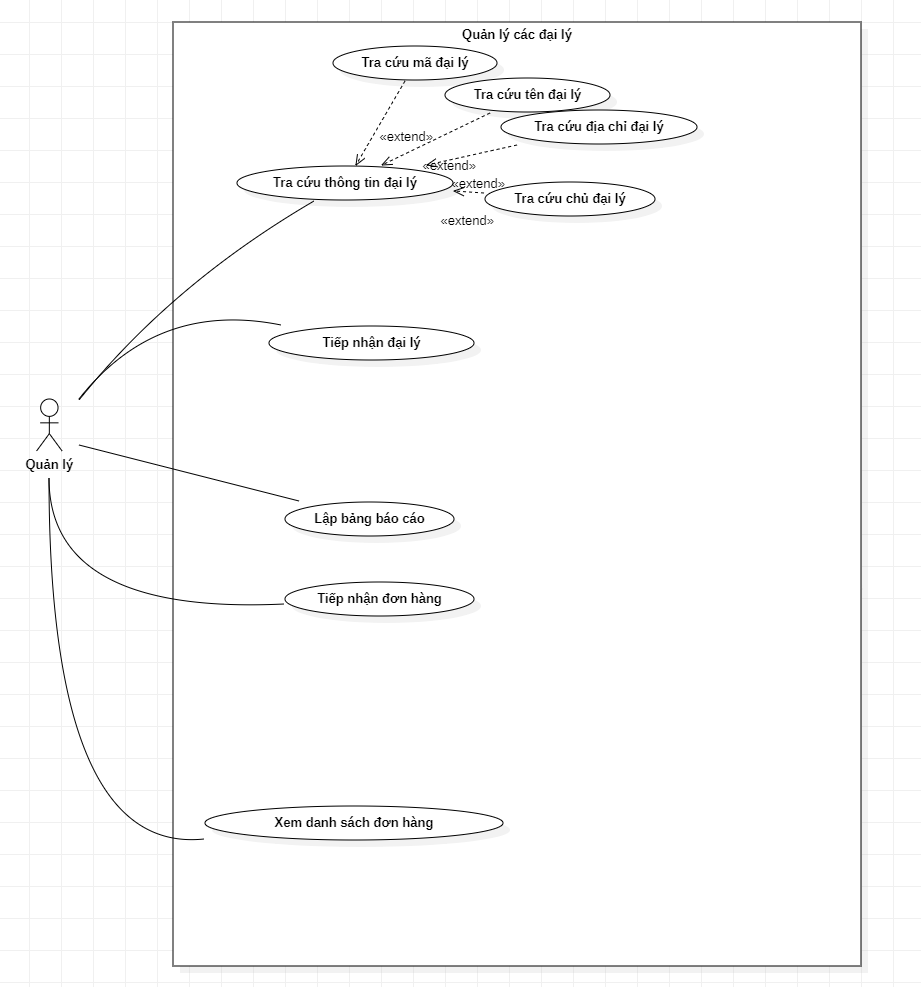 Quản lý các đại lý
Tra cứu mã đại lý
Tra cứu tên đại lý
Tra cứu địa chỉ đại lý
«extend»
«extend»
Tra cứu thông tin đại lý
«extend»
Tra cứu chủ đại lý
«extend»
Tiếp nhận đại lý
Quản lý
Lập bảng báo cáo
Tiếp nhận đơn hàng
Xem danh sách đơn hàng